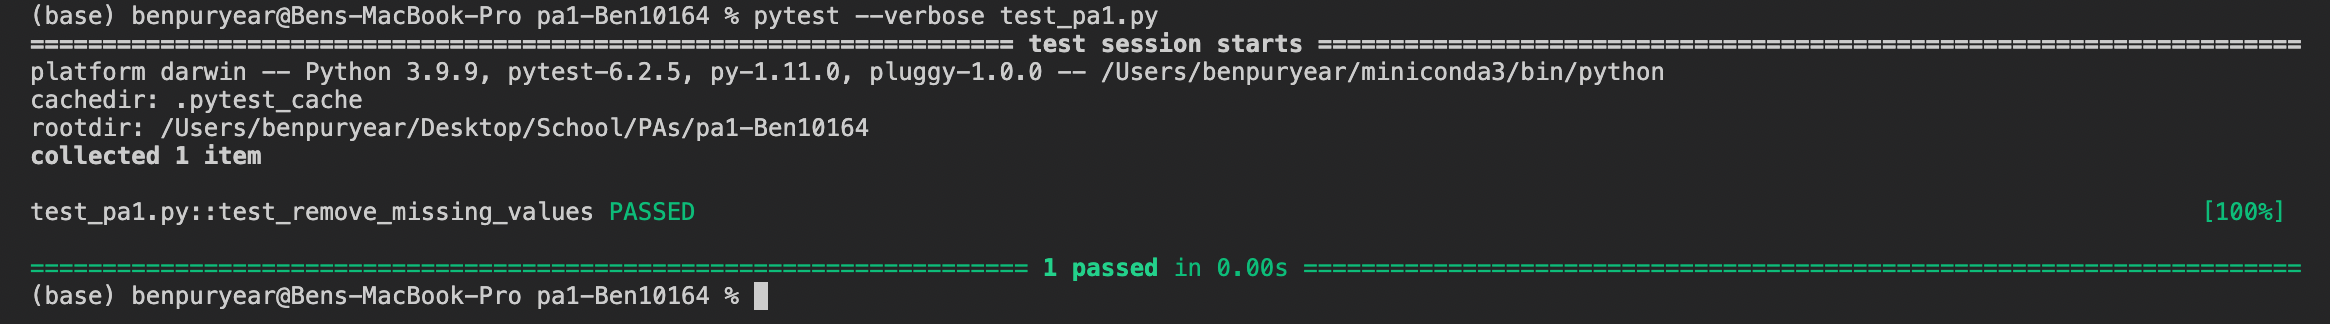 (base) benpuryear@Bens-MacBook-Pro pa1-Ben10164 % pytest --verbose test_pa1.py
==================================================================== test session starts ====================================================================
platform darwin -- Python 3.9.9, pytest-6.2.5, py-1.11.0, pluggy-1.0.0 -- /Users/benpuryear/miniconda3/bin/python
cachedir: .pytest_cache
rootdir: /Users/benpuryear/Desktop/School/PAs/pa1-Ben10164
collected 1 item
test_pa1.py::test_remove_missing_values PASSED [100%]
===================================================================== 1 passed in 0.00s =====================================================================
(base) benpuryear@Bens-MacBook-Pro pa1-Ben10164 %